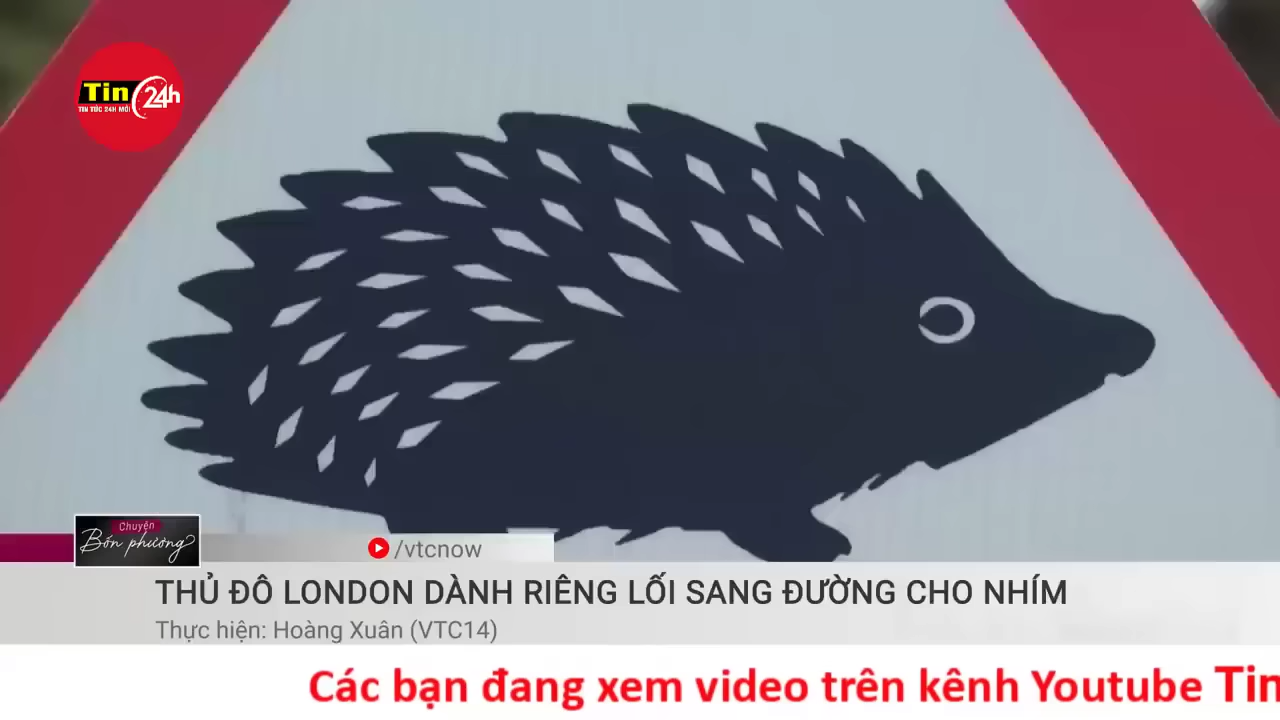 Tin 24h
TIN TỨC 24H MỚI
Chuyện
Bốn phương
/vtcnow
THỦ ĐÔ LONDON DÀNH RIÊNG LỐI SANG ĐƯỜNG CHO NHÍM
Thực hiện: Hoàng Xuân (VTC14)
Các bạn đang xem video trên kênh Youtube Tin